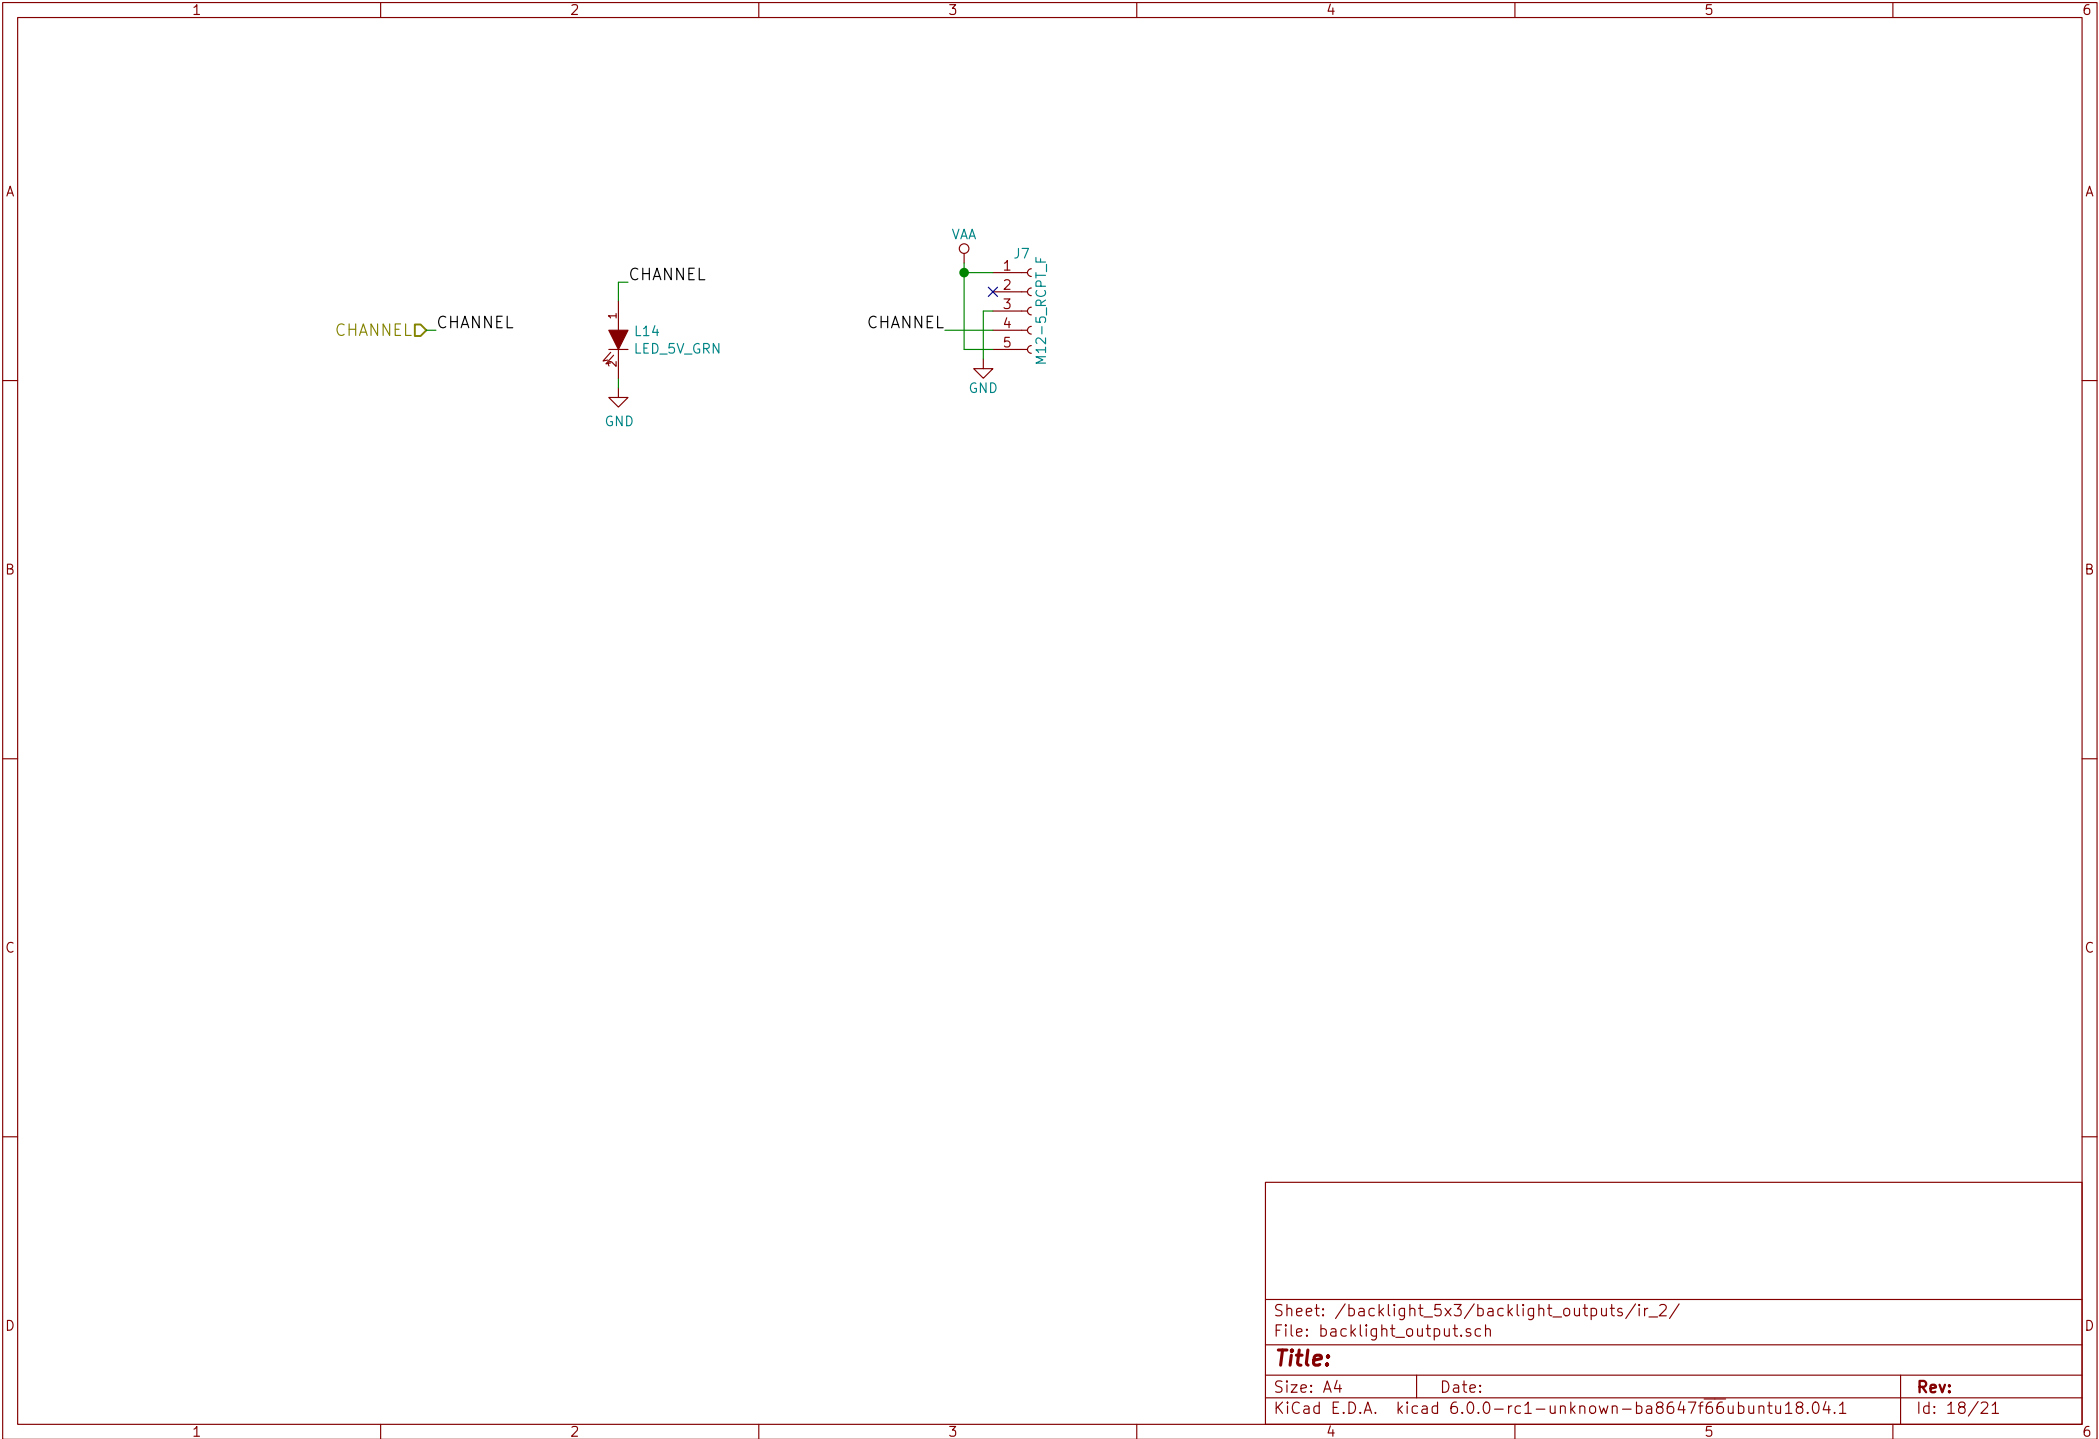 1 2 3 4 5 6
A A
VAA
J7
CHANNEL
1
2
3
4
5
M12-5_RCPT_F
CHANNEL
CHANNEL
CHANNEL
1
L14
LED_5V_GRN
2
GND
GND
B B
C C
D D
Sheet: /backlight_5x3/backlight_outputs/ir_2/
File: backlight_output.sch
Title:
Size: A4 Date: Rev:
KiCad E.D.A. kicad 6.0.0-rc1-unknown-ba8647f66ubuntu18.04.1 Id: 18/21
1 2 3 4 5 6